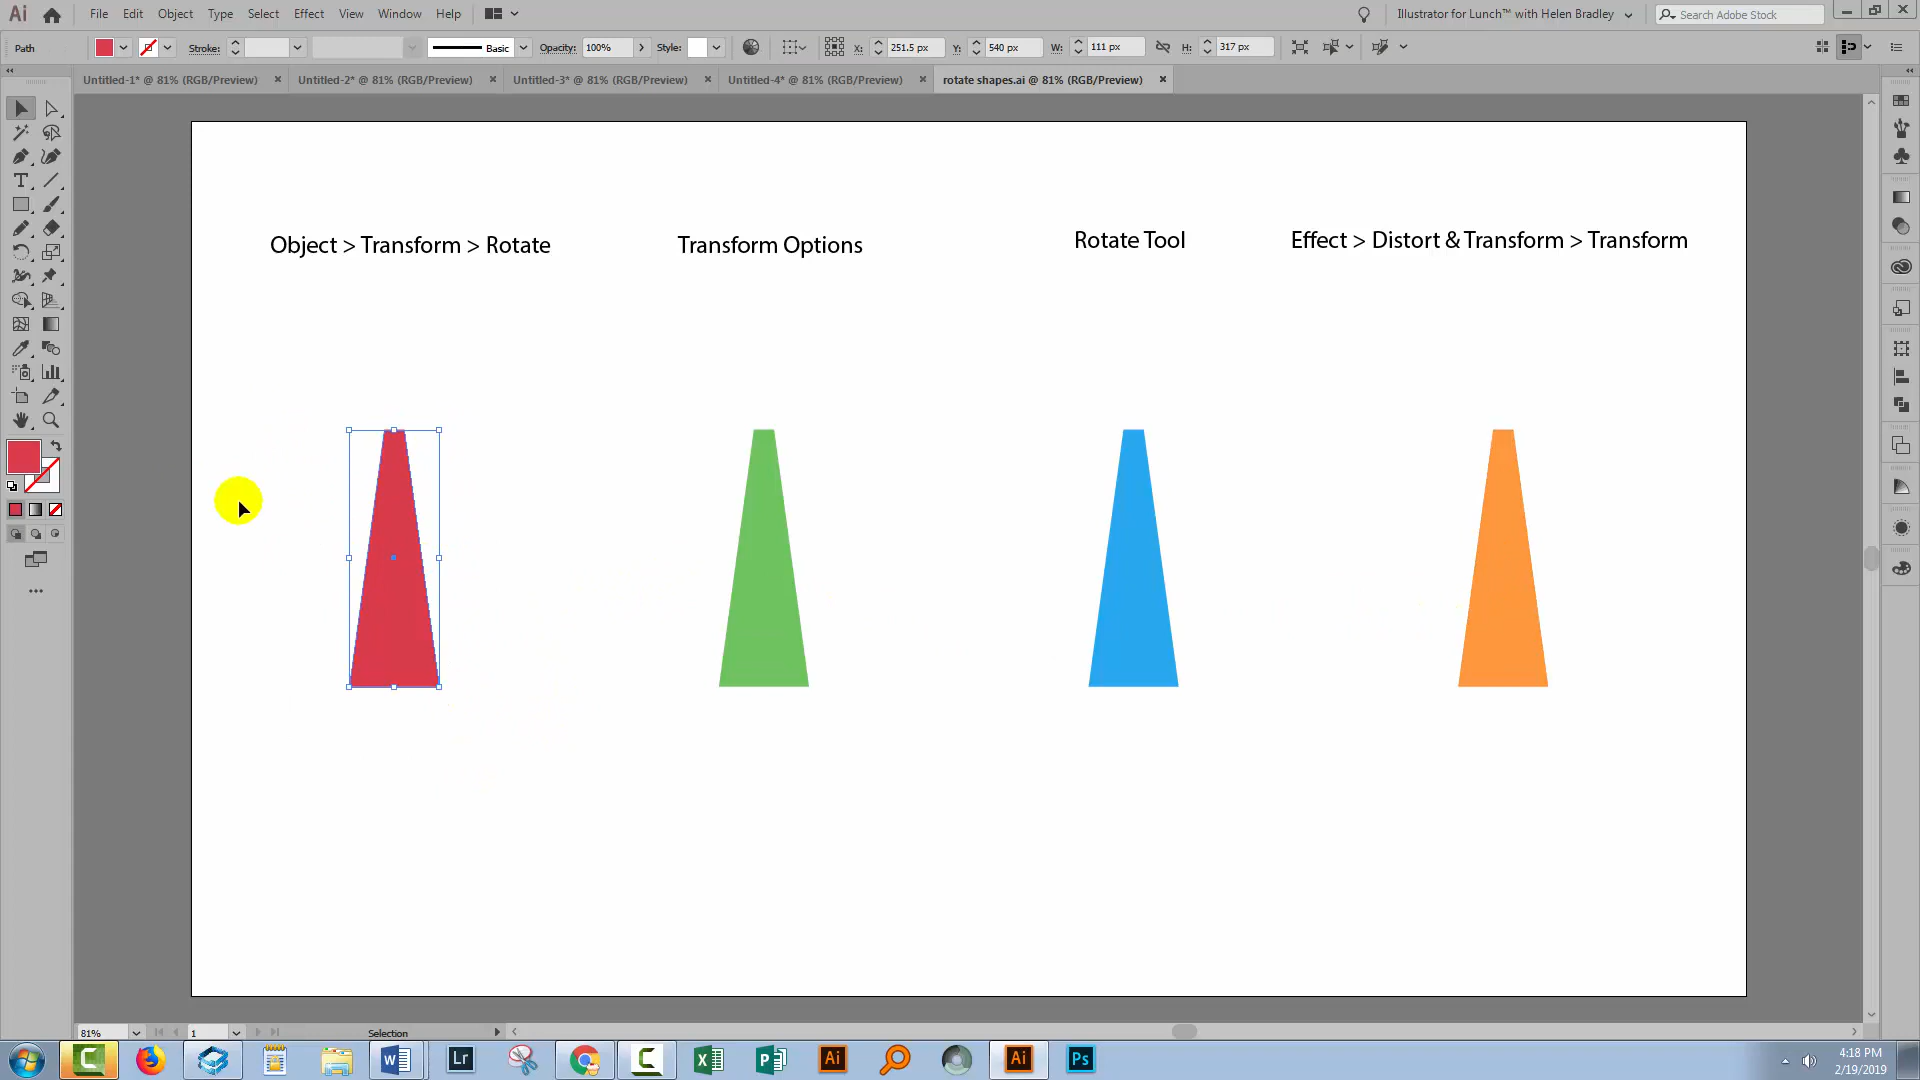 Ai File Edit Object Type Select Effect View Window Help Illustrator for Lunch™ with Helen Bradley Search Adobe Stock
Path Stroke: Basic Opacity: 100% Style: X: 251.5 px Y: 540 px W: 111 px H: 317 px
Untitled-1* @ 81% (RGB/Preview) Untitled-2* @ 81% (RGB/Preview) Untitled-3* @ 81% (RGB/Preview) Untitled-4* @ 81% (RGB/Preview) rotate shapes.ai @ 81% (RGB/Preview)
Object > Transform > Rotate
Transform Options
Rotate Tool
Effect > Distort & Transform > Transform
81% 1 Selection
Lr Ai Ai Ps
4:18 PM
2/19/2019